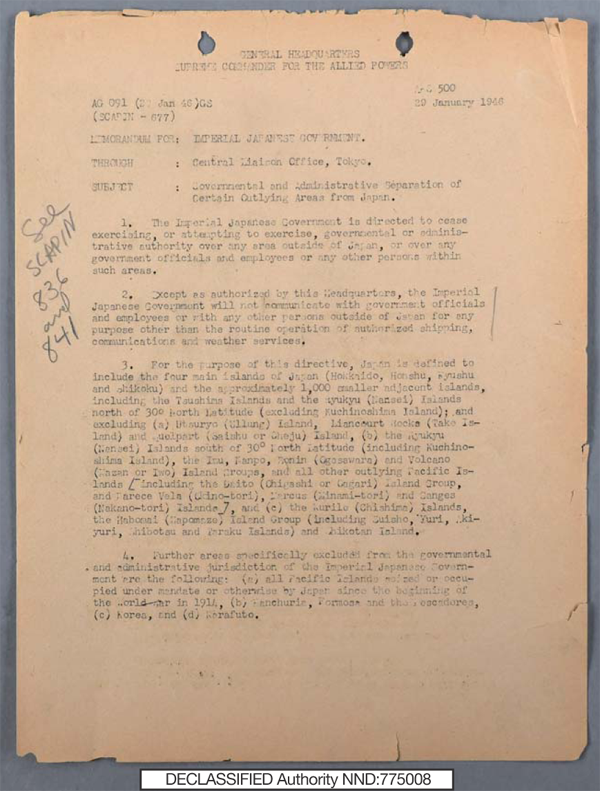 GENERAL HEADQUARTERS
SUPREME COMMANDER FOR THE ALLIED POWERS
APO 500
AG 091 (29 Jan 46)GS
29 January 1946
(SCAPIN - 677)
MEMORANDUM FOR: IMPERIAL JAPANESE GOVERNMENT.
THROUGH : Central Liaison Office, Tokyo.
SUBJECT : Governmental and Administrative Separation of
Certain Outlying Areas from Japan.
See
SCAPIN
836
and
841
1. The Imperial Japanese Government is directed to cease
exercising, or attempting to exercise, governmental or adminis-
trative authority over any area outside of Japan, or over any
government officials and employees or any other persons within
such areas.
2. Except as authorized by this Headquarters, the Imperial
Japanese Government will not communicate with government officials
and employees or with any other persons outside of Japan for any
purpose other than the routine operation of authorized shipping,
communications and weather services.
3. For the purpose of this directive, Japan is defined to
include the four main islands of Japan (Hokkaido, Honshu, Kyushu
and Shikoku) and the approximately 1,000 smaller adjacent islands,
including the Tsushima Islands and the Ryukyu (Nansei) Islands
north of 30° North Latitude (excluding Kuchinoshima Island); and
excluding (a) Utsuryo (Ullung) Island, Liancourt Rocks (Take Is-
land) and Quelpart (Saishu or Cheju) Island, (b) the Ryukyu
(Nansei) Islands south of 30° North Latitude (including Kuchino-
shima Island), the Izu, Nanpo, Bonin (Ogasawara) and Volcano
(Kazan or Iwo) Island Groups, and all other outlying Pacific Is-
lands [including the Daito (Ohigashi or Oagari) Island Group,
and Parece Vela (Okino-tori), Marcus (Minami-tori) and Ganges
(Nakano-tori) Islands], and (c) the Kurile (Chishima) Islands,
the Habomai (Hapomaze) Island Group (including Suisho, Yuri, Aki-
yuri, Shibotsu and Taraku Islands) and Shikotan Island.
4. Further areas specifically excluded from the governmental
and administrative jurisdiction of the Imperial Japanese Govern-
ment are the following: (a) all Pacific Islands seized or occu-
pied under mandate or otherwise by Japan since the beginning of
the World War in 1914, (b) Manchuria, Formosa and the Pescadores,
(c) Korea, and (d) Karafuto.
DECLASSIFIED Authority NND:775008